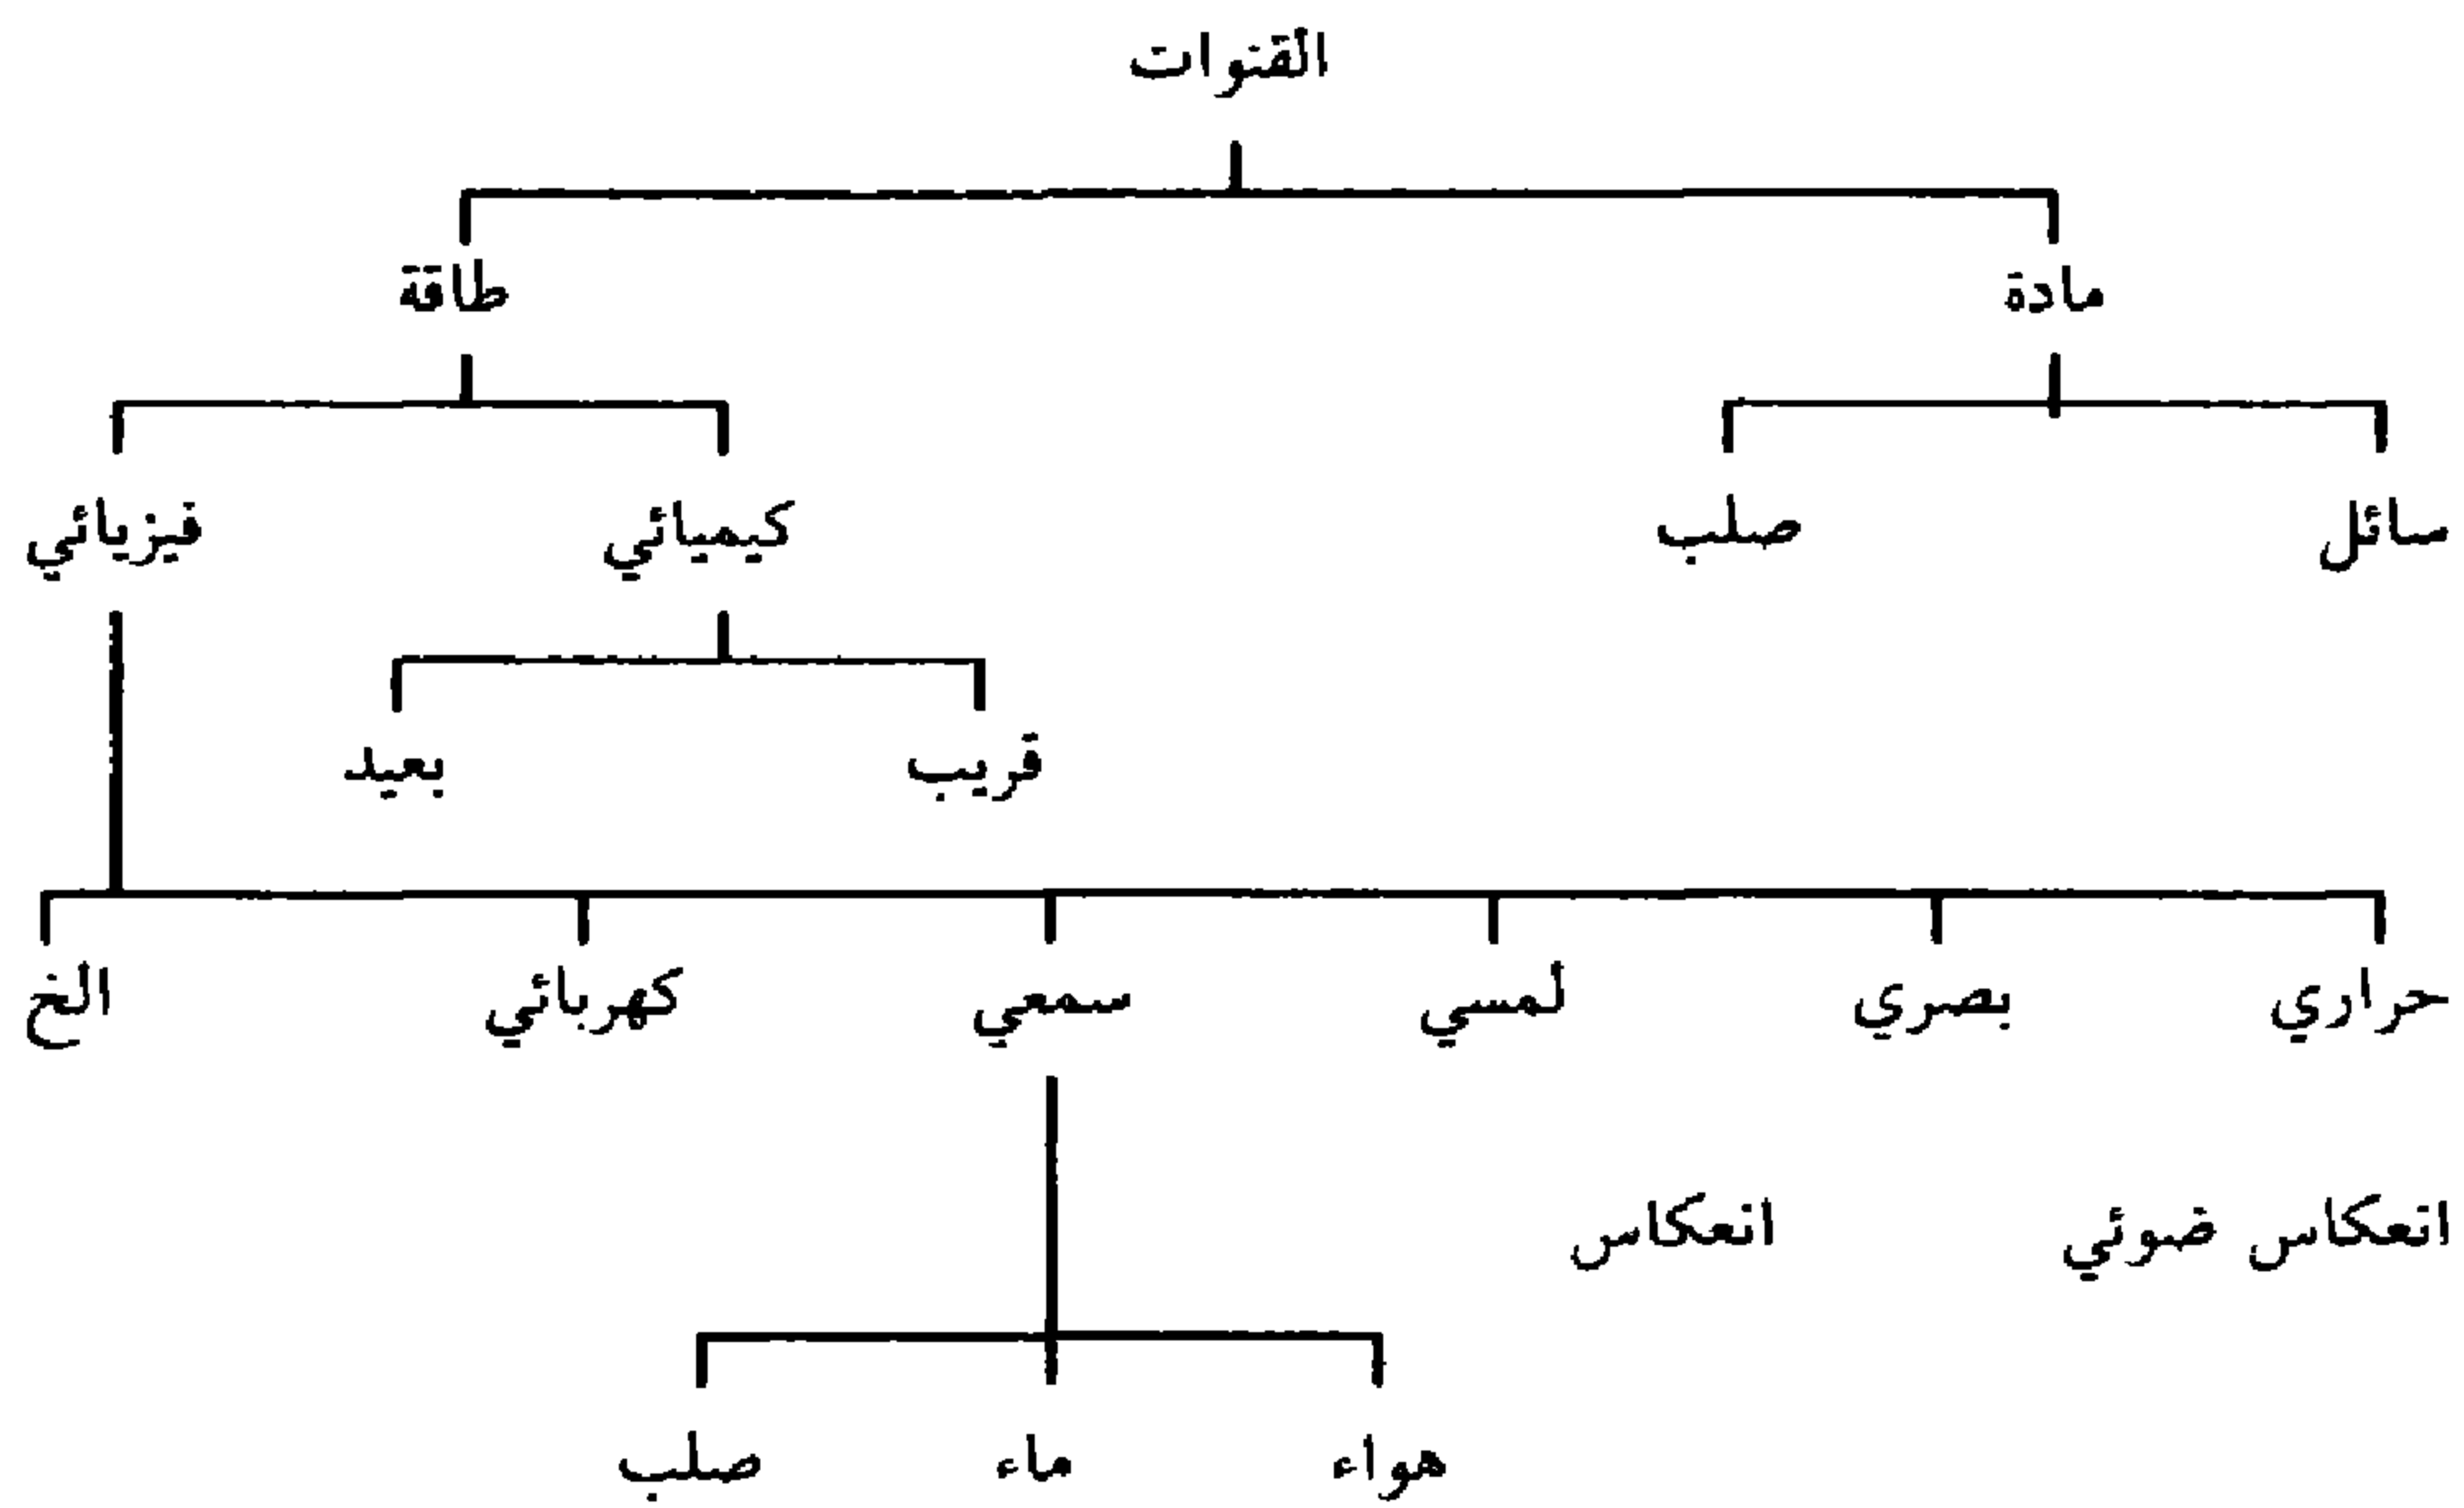 القنوات
مادة طاقة
سائل صلب كيميائي فيزيائي
قريب بعيد
حراري بصري لمسي سمعي كهربائي الخ
انعكاس ضوئي انعكاس
هواء ماء صلب